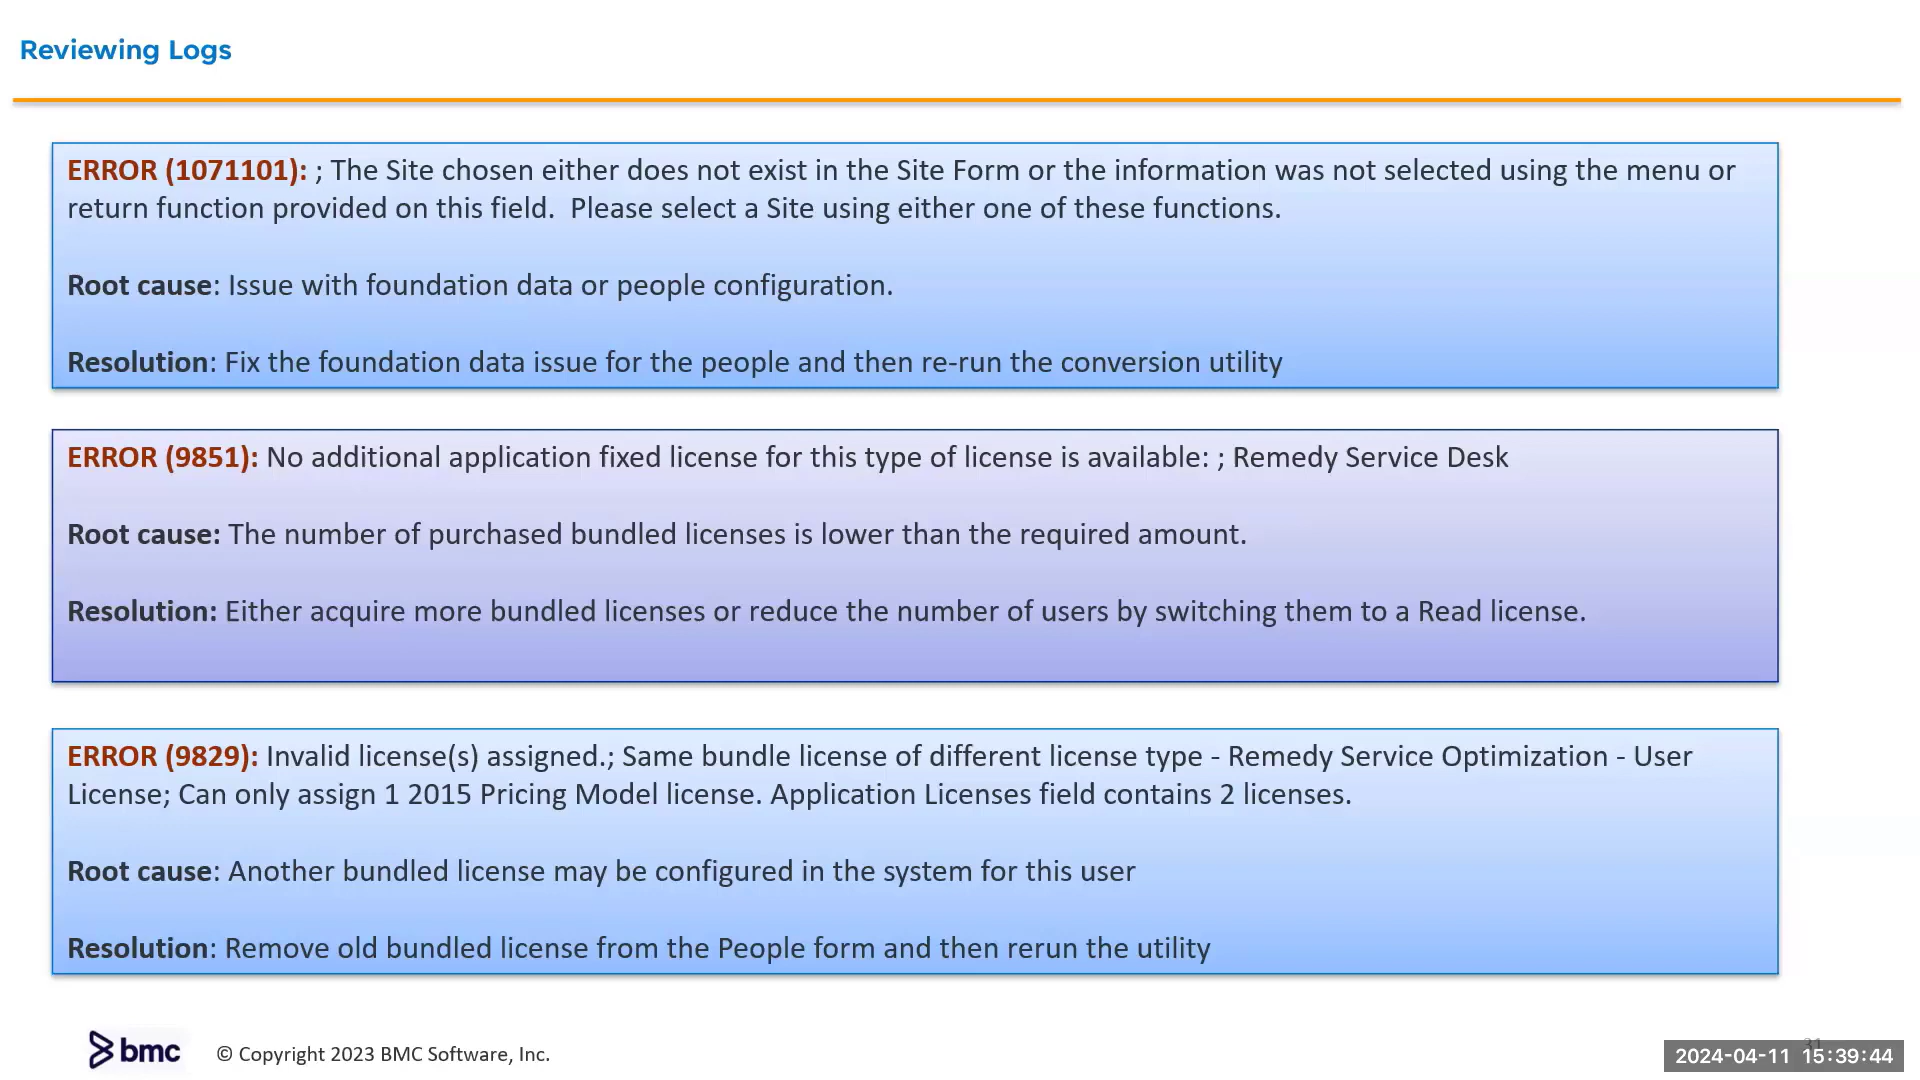 Reviewing Logs
ERROR (1071101): ; The Site chosen either does not exist in the Site Form or the information was not selected using the menu or
return function provided on this field.  Please select a Site using either one of these functions.
Root cause: Issue with foundation data or people configuration.
Resolution: Fix the foundation data issue for the people and then re-run the conversion utility
ERROR (9851): No additional application fixed license for this type of license is available: ; Remedy Service Desk
Root cause: The number of purchased bundled licenses is lower than the required amount.
Resolution: Either acquire more bundled licenses or reduce the number of users by switching them to a Read license.
ERROR (9829): Invalid license(s) assigned.; Same bundle license of different license type - Remedy Service Optimization - User
License; Can only assign 1 2015 Pricing Model license. Application Licenses field contains 2 licenses.
Root cause: Another bundled license may be configured in the system for this user
Resolution: Remove old bundled license from the People form and then rerun the utility
bmc
© Copyright 2023 BMC Software, Inc.
31
2024-04-11 15:39:44